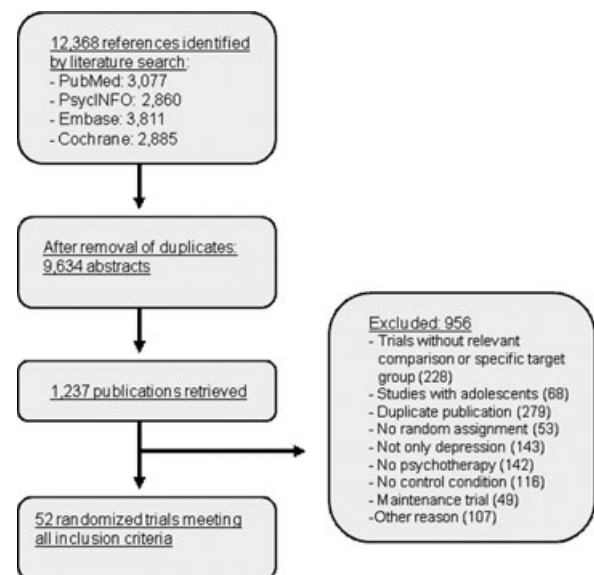 12,368 references identified
by literature search:
- PubMed: 3,077
- PsycINFO: 2,860
- Embase: 3,811
- Cochrane: 2,885
After removal of duplicates:
9,634 abstracts
1,237 publications retrieved
Excluded: 956
- Trials without relevant
comparison or specific target
group (228)
- Studies with adolescents (68)
- Duplicate publication (279)
- No random assignment (53)
- Not only depression (143)
- No psychotherapy (142)
- No control condition (116)
- Maintenance trial (49)
-Other reason (107)
52 randomized trials meeting
all inclusion criteria